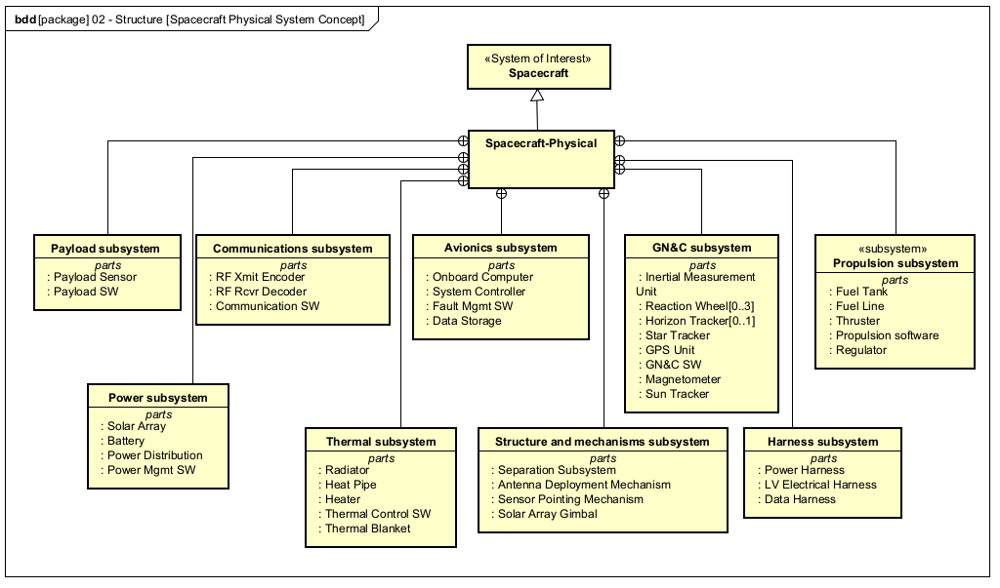 bdd [package] 02 - Structure [Spacecraft Physical System Concept]
«System of Interest»
Spacecraft
Spacecraft-Physical
Payload subsystem
parts
: Payload Sensor
: Payload SW
Communications subsystem
parts
: RF Xmit Encoder
: RF Rcvr Decoder
: Communication SW
Avionics subsystem
parts
: Onboard Computer
: System Controller
: Fault Mgmt SW
: Data Storage
GN&C subsystem
parts
: Inertial Measurement
Unit
: Reaction Wheel[0..3]
: Horizon Tracker[0..1]
: Star Tracker
: GPS Unit
: GN&C SW
: Magnetometer
: Sun Tracker
«subsystem»
Propulsion subsystem
parts
: Fuel Tank
: Fuel Line
: Thruster
: Propulsion software
: Regulator
Power subsystem
parts
: Solar Array
: Battery
: Power Distribution
: Power Mgmt SW
Thermal subsystem
parts
: Radiator
: Heat Pipe
: Heater
: Thermal Control SW
: Thermal Blanket
Structure and mechanisms subsystem
parts
: Separation Subsystem
: Antenna Deployment Mechanism
: Sensor Pointing Mechanism
: Solar Array Gimbal
Harness subsystem
parts
: Power Harness
: LV Electrical Harness
: Data Harness